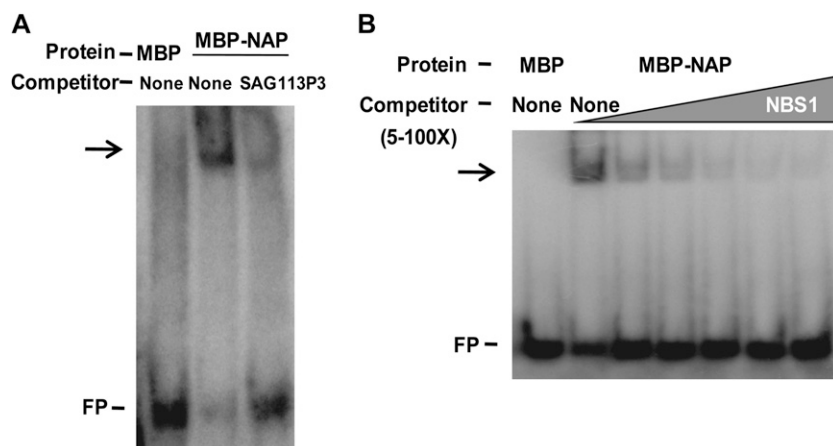 A
Protein – MBP MBP-NAP
Competitor – None None SAG113P3
FP –
B
Protein – MBP MBP-NAP
Competitor – None None NBS1
(5-100X)
FP –